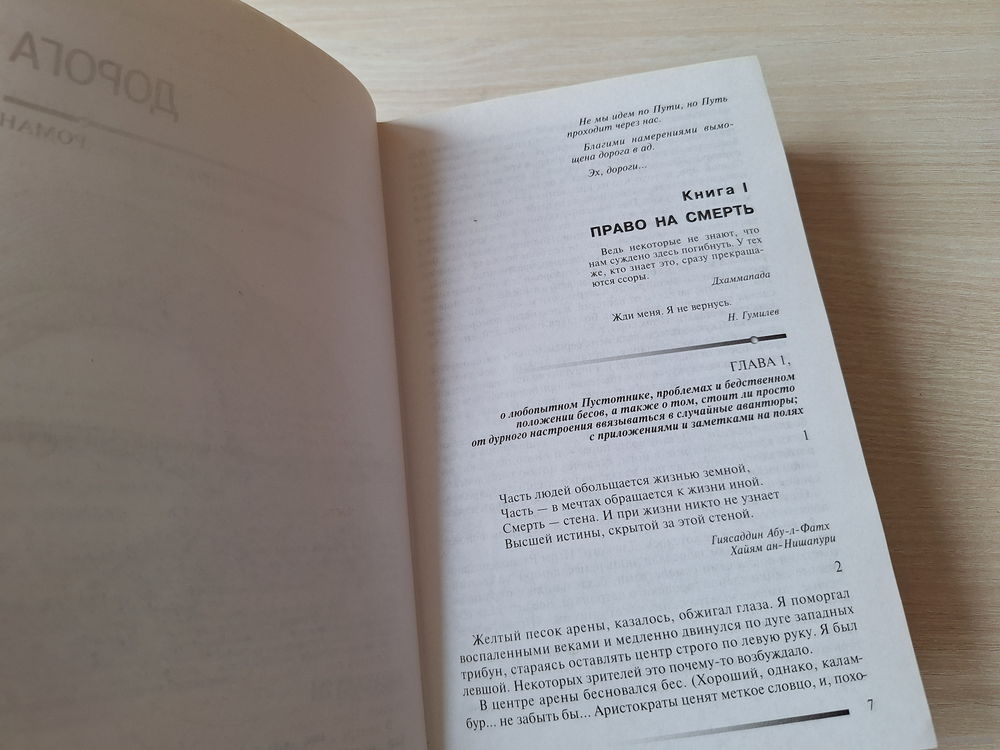 ДОРОГА
РОМАН
Не мы идем по Пути, но Путь
проходит через нас.
Благими намерениями вымо-
щена дорога в ад.
Эх, дороги...
Книга I
ПРАВО НА СМЕРТЬ
Ведь некоторые не знают, что
нам суждено здесь погибнуть. У тех
же, кто знает это, сразу прекраща-
ются ссоры.
Дхаммапада
Жди меня. Я не вернусь.
Н. Гумилев
ГЛАВА 1,
о любопытном Пустотнике, проблемах и бедственном
положении бесов, а также о том, стоит ли просто
от дурного настроения ввязываться в случайные авантюры;
с приложениями и заметками на полях
1
Часть людей обольщается жизнью земной,
Часть — в мечтах обращается к жизни иной.
Смерть — стена. И при жизни никто не узнает
Высшей истины, скрытой за этой стеной.
Гиясаддин Абу-л-Фатх
Хайям ан-Нишапури
2
Желтый песок арены, казалось, обжигал глаза. Я поморгал
воспаленными веками и медленно двинулся по дуге западных
трибун, стараясь оставлять центр строго по левую руку. Я был
левшой. Некоторых зрителей это почему-то возбуждало.
В центре арены бесновался бес. (Хороший, однако, калам-
бур... не забыть бы... Аристократы ценят меткое словцо, и, похо-
7